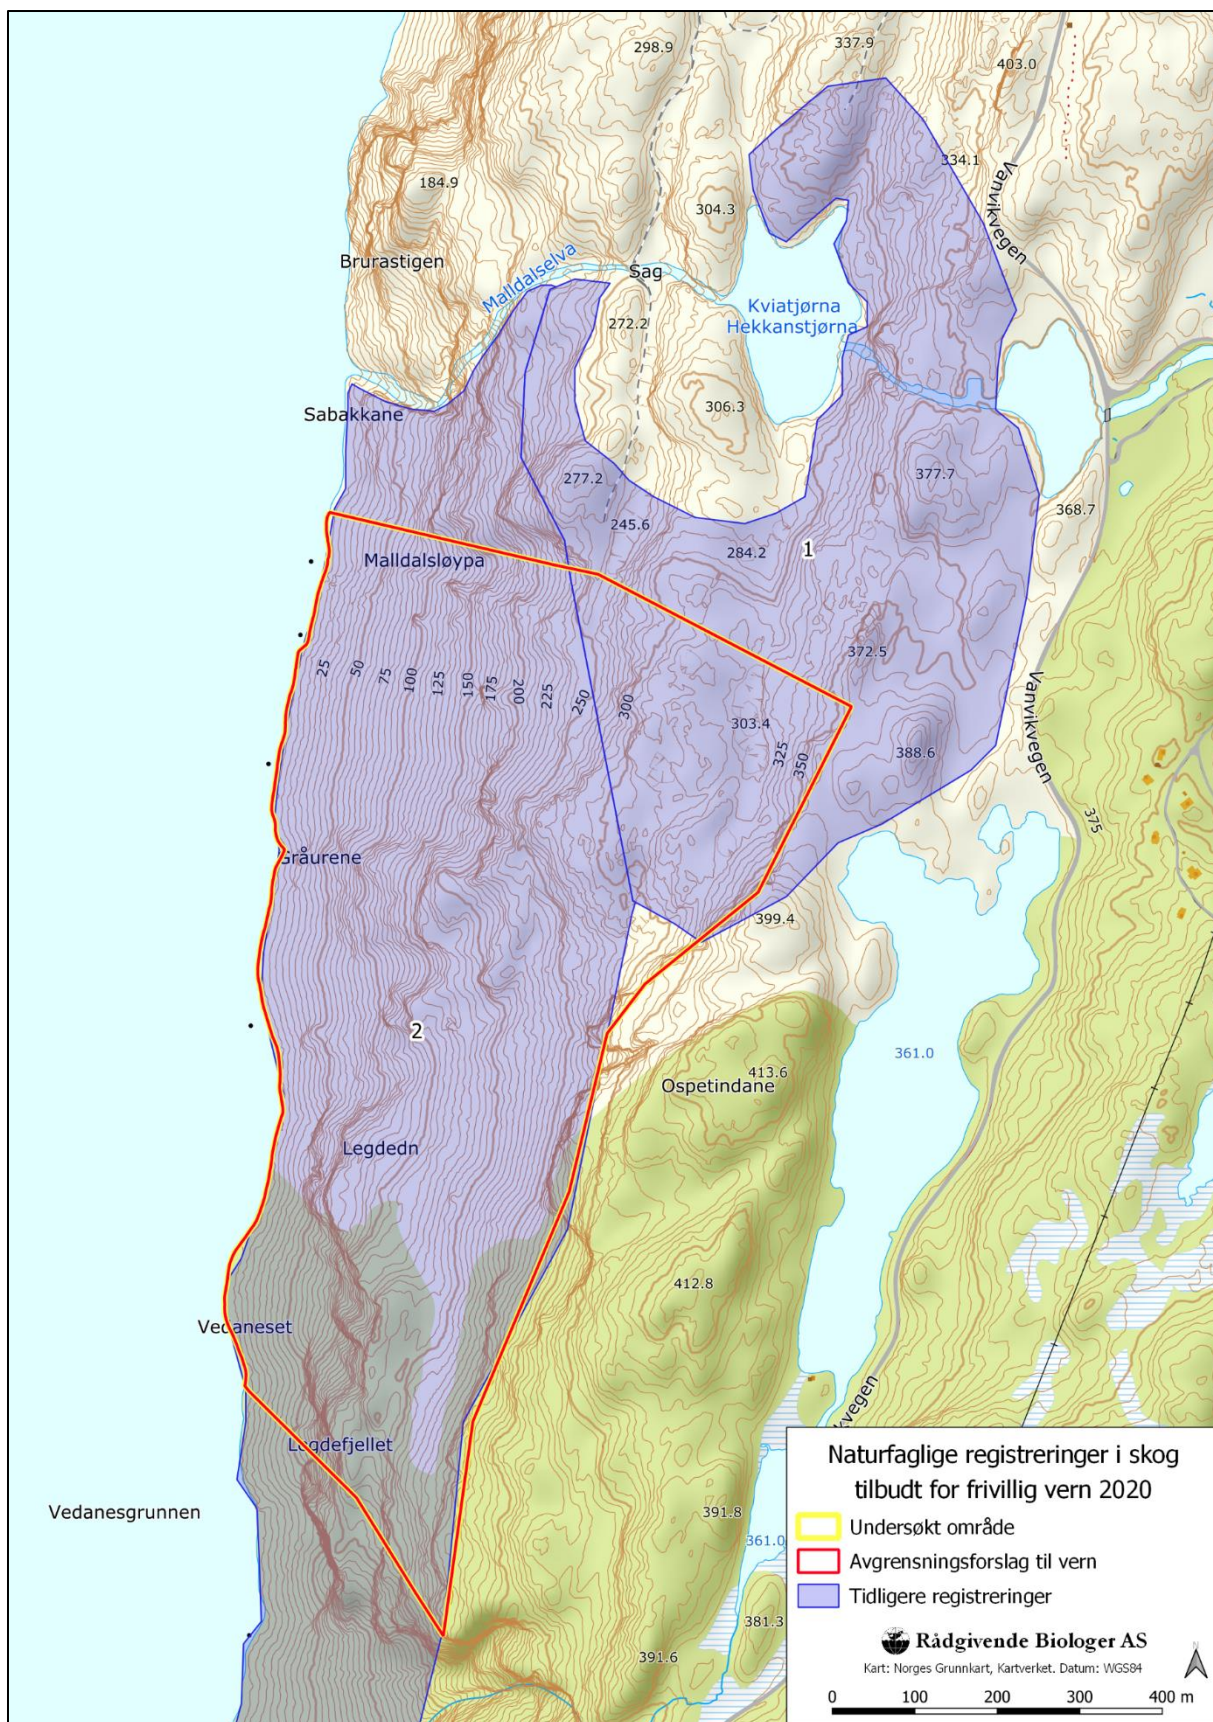 298.9
337.9
403.0
334.1
Vanvikvegen
184.9
304.3
Brurastigen
Malldalselva
Sag
Kviatjørna
Hekkanstjørna
272.2
306.3
Sabakkane
277.2
377.7
245.6
368.7
284.2
1
Malldalsløypa
372.5
25
50
75
100
125
150
175
200
225
250
300
303.4
325
350
388.6
Vanvikvegen
375
Gråurene
399.4
2
361.0
413.6
Ospetindane
Legdedn
412.8
Vedaneset
kvegen
Legdefjellet
Vedanesgrunnen
391.8
361.0
381.3
391.6
Naturfaglige registreringer i skog
tilbudt for frivillig vern 2020
Undersøkt område
Avgrensningsforslag til vern
Tidligere registreringer
Rådgivende Biologer AS
N
Kart: Norges Grunnkart, Kartverket. Datum: WGS84
0 100 200 300 400 m